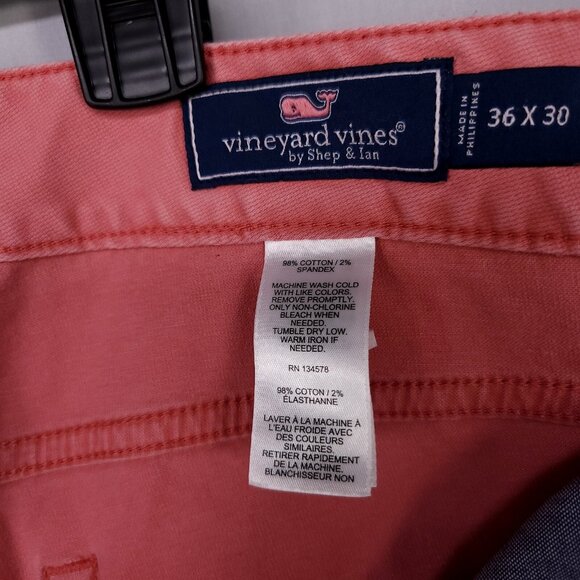 vineyard vines®
by Shep & Ian
MADE IN
PHILIPPINES
36 X 30
98% COTTON / 2%
SPANDEX
MACHINE WASH COLD
WITH LIKE COLORS.
REMOVE PROMPTLY.
ONLY NON-CHLORINE
BLEACH WHEN
NEEDED.
TUMBLE DRY LOW.
WARM IRON IF
NEEDED.
RN 134578
98% COTON / 2%
ÉLASTHANNE
LAVER À LA MACHINE À
L'EAU FROIDE AVEC
DES COULEURS
SIMILAIRES.
RETIRER RAPIDEMENT
DE LA MACHINE.
BLANCHISSEUR NON